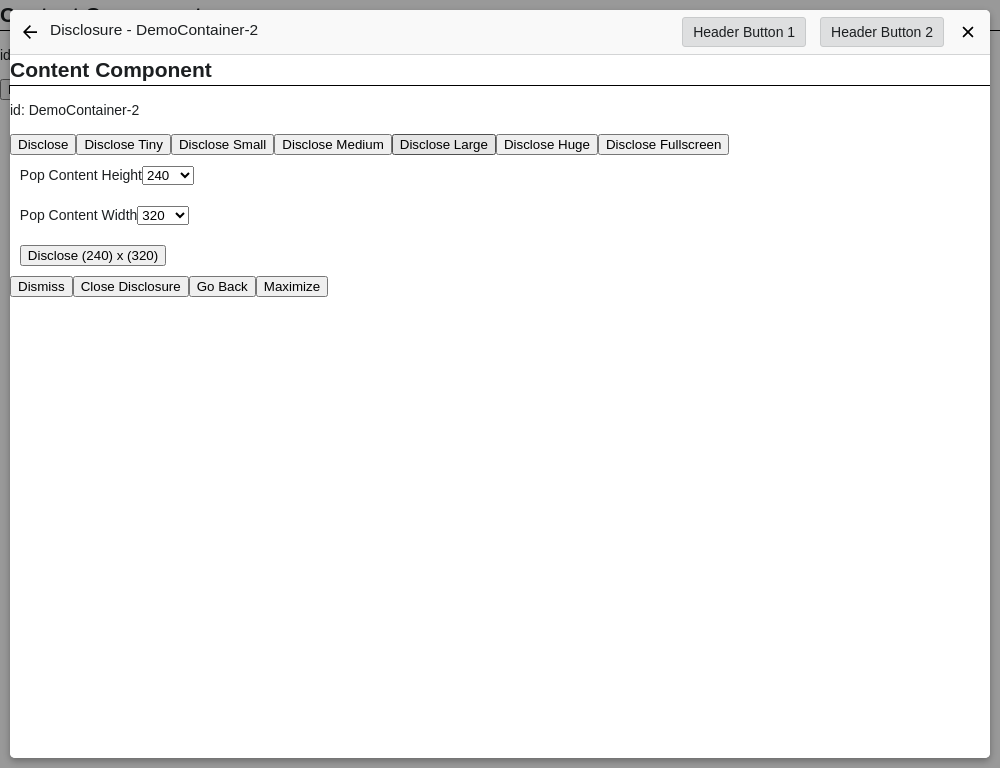 Disclosure - DemoContainer-2
Header Button 1 Header Button 2
Content Component
id: DemoContainer-2
Disclose Disclose Tiny Disclose Small Disclose Medium Disclose Large Disclose Huge Disclose Fullscreen
Pop Content Height 240
Pop Content Width 320
Disclose (240) x (320)
Dismiss Close Disclosure Go Back Maximize
id